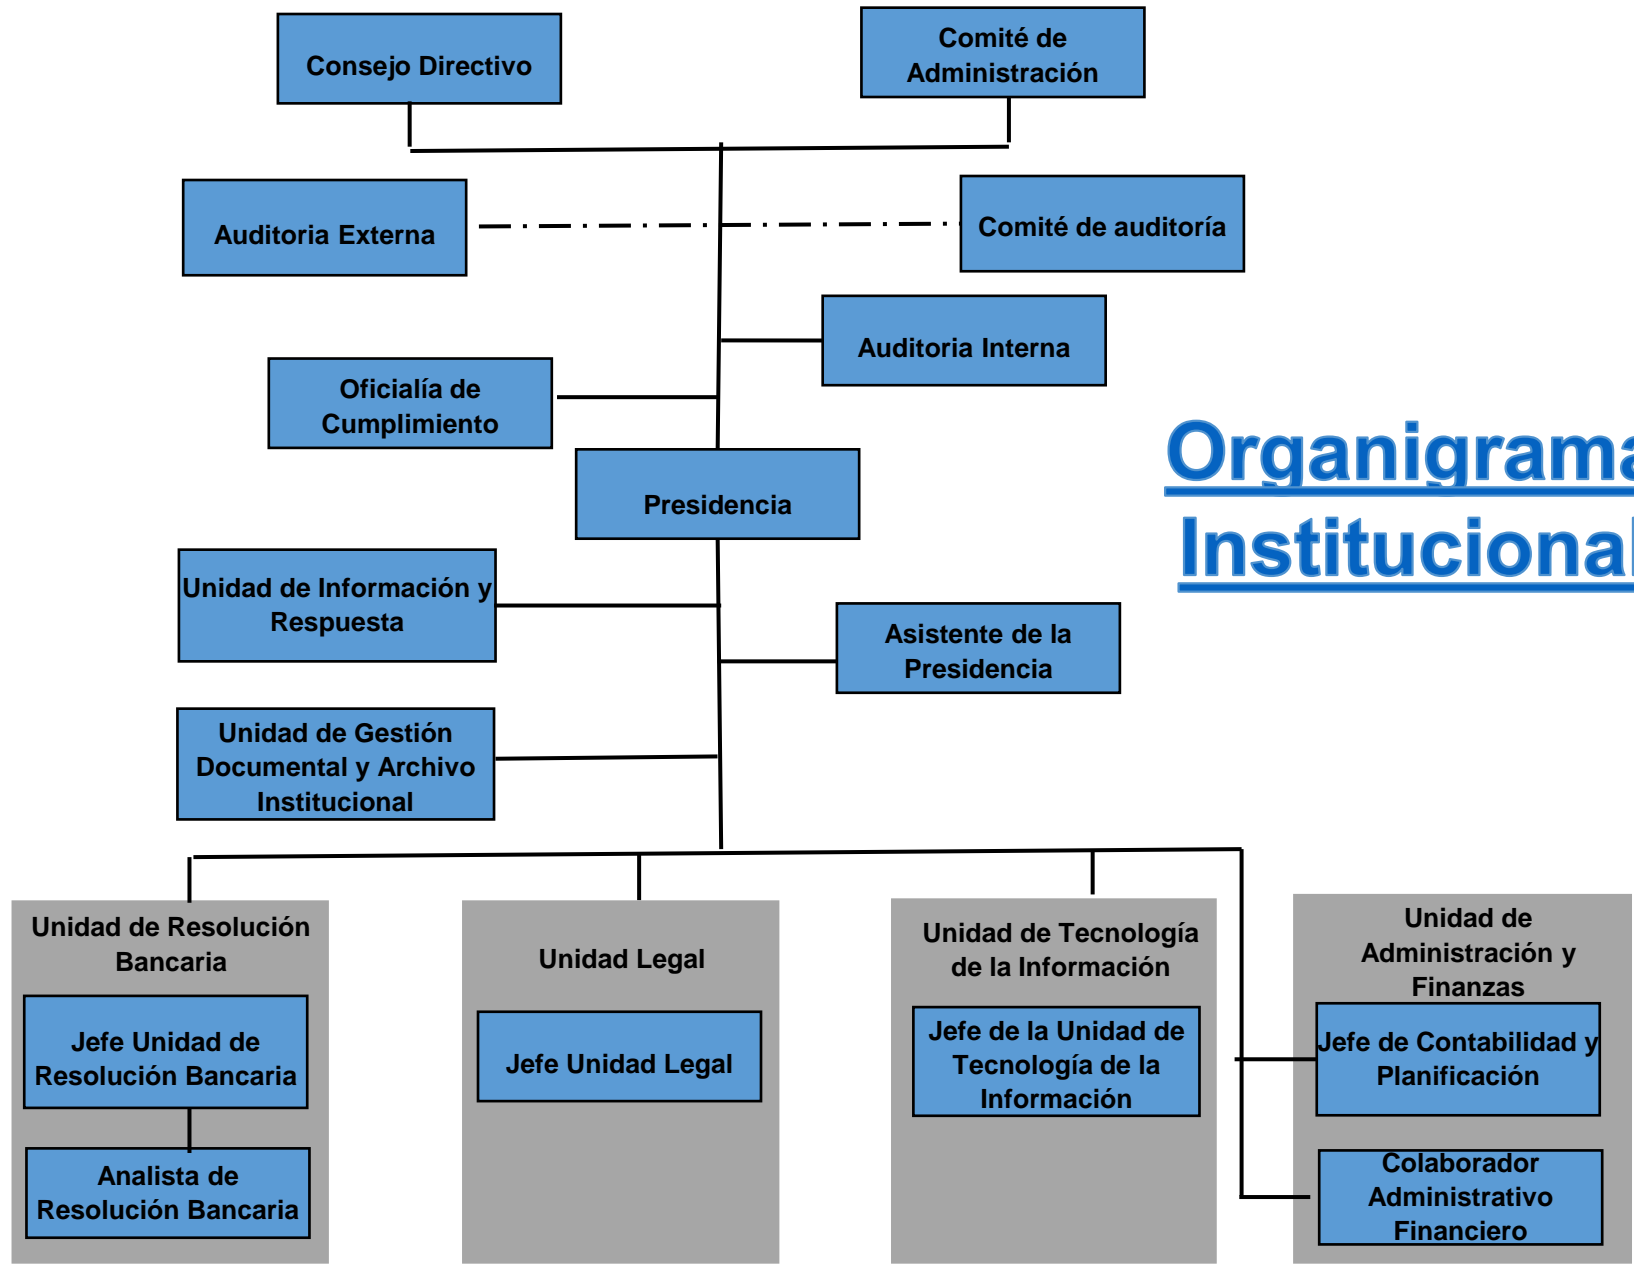 Consejo Directivo
Comité de
Administración
Auditoria Externa
Comité de auditoría
Auditoria Interna
Oficialía de
Cumplimiento
Organigrama
Institucional
Presidencia
Unidad de Información y
Respuesta
Asistente de la
Presidencia
Unidad de Gestión
Documental y Archivo
Institucional
Unidad de Resolución
Bancaria
Jefe Unidad de
Resolución Bancaria
Analista de
Resolución Bancaria
Unidad Legal
Jefe Unidad Legal
Unidad de Tecnología
de la Información
Jefe de la Unidad de
Tecnología de la
Información
Unidad de
Administración y
Finanzas
Jefe de Contabilidad y
Planificación
Colaborador
Administrativo
Financiero